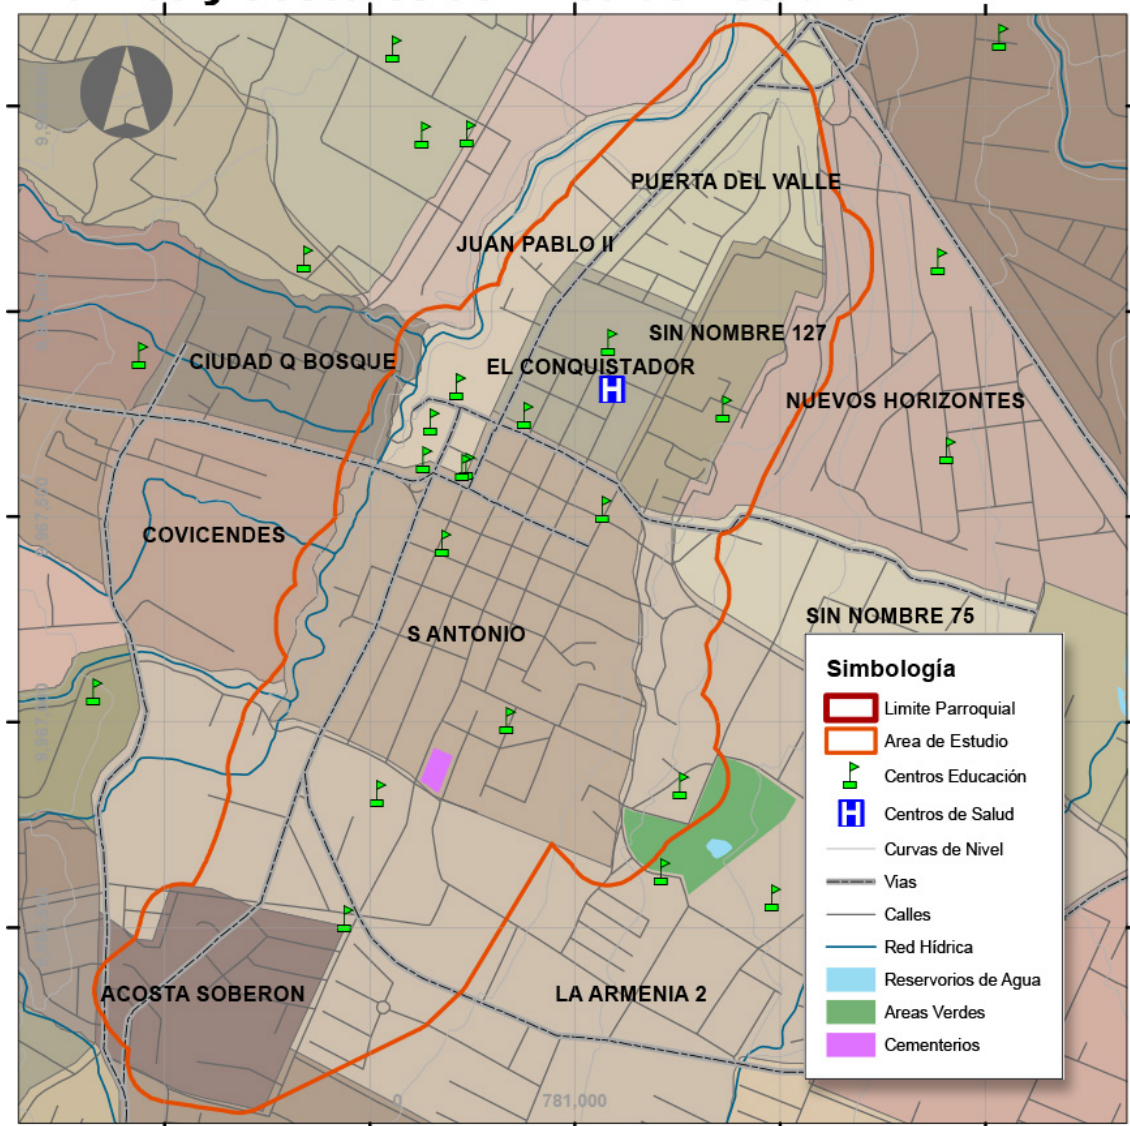 PUERTA DEL VALLE
JUAN PABLO II
SIN NOMBRE 127
CIUDAD Q BOSQUE
EL CONQUISTADOR
NUEVOS HORIZONTES
COVICENDES
SIN NOMBRE 75
S ANTONIO
Simbología
Limite Parroquial
Area de Estudio
Centros Educación
H Centros de Salud
Curvas de Nivel
Vias
Calles
Red Hídrica
Reservorios de Agua
Areas Verdes
Cementerios
ACOSTA SOBERON
LA ARMENIA 2
781,000
H